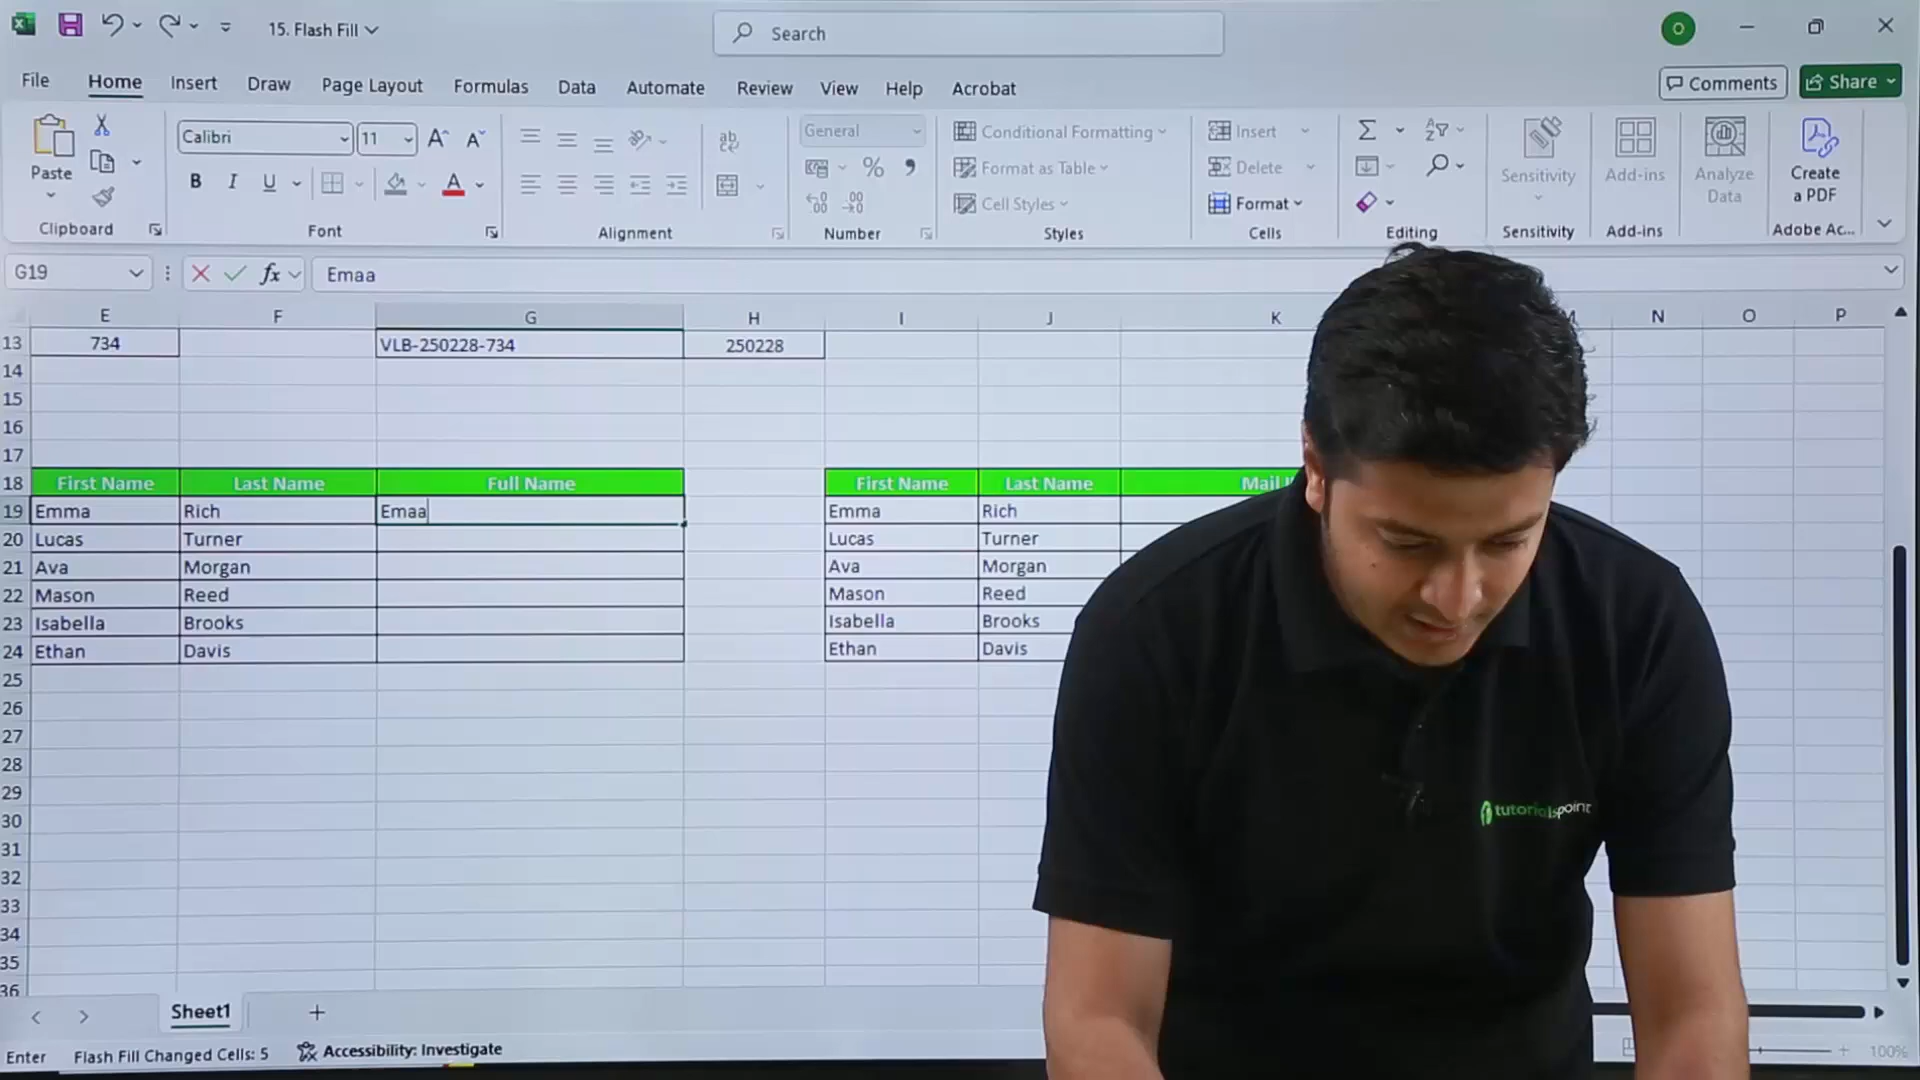 15. Flash Fill
Search
O
File Home Insert Draw Page Layout Formulas Data Automate Review View Help Acrobat
Comments Share
Paste
Calibri 11
General
Conditional Formatting
Format as Table
Cell Styles
Insert
Delete
Format
Sensitivity
Add-ins
Analyze
Data
Create
a PDF
Clipboard Font Alignment Number Styles Cells Editing Sensitivity Add-ins Adobe Ac...
G19 fx Emaa
E F G H I J K N O P
13 734 VLB-250228-734 250228
14
15
16
17
18 First Name Last Name Full Name First Name Last Name Mail
19 Emma Rich Emaa Emma Rich
20 Lucas Turner Lucas Turner
21 Ava Morgan Ava Morgan
22 Mason Reed Mason Reed
23 Isabella Brooks Isabella Brooks
24 Ethan Davis Ethan Davis
25
26
27
28
29
30
31
32
33
34
35
36
tutorialspoint
Sheet1
Enter Flash Fill Changed Cells: 5 Accessibility: Investigate
100%